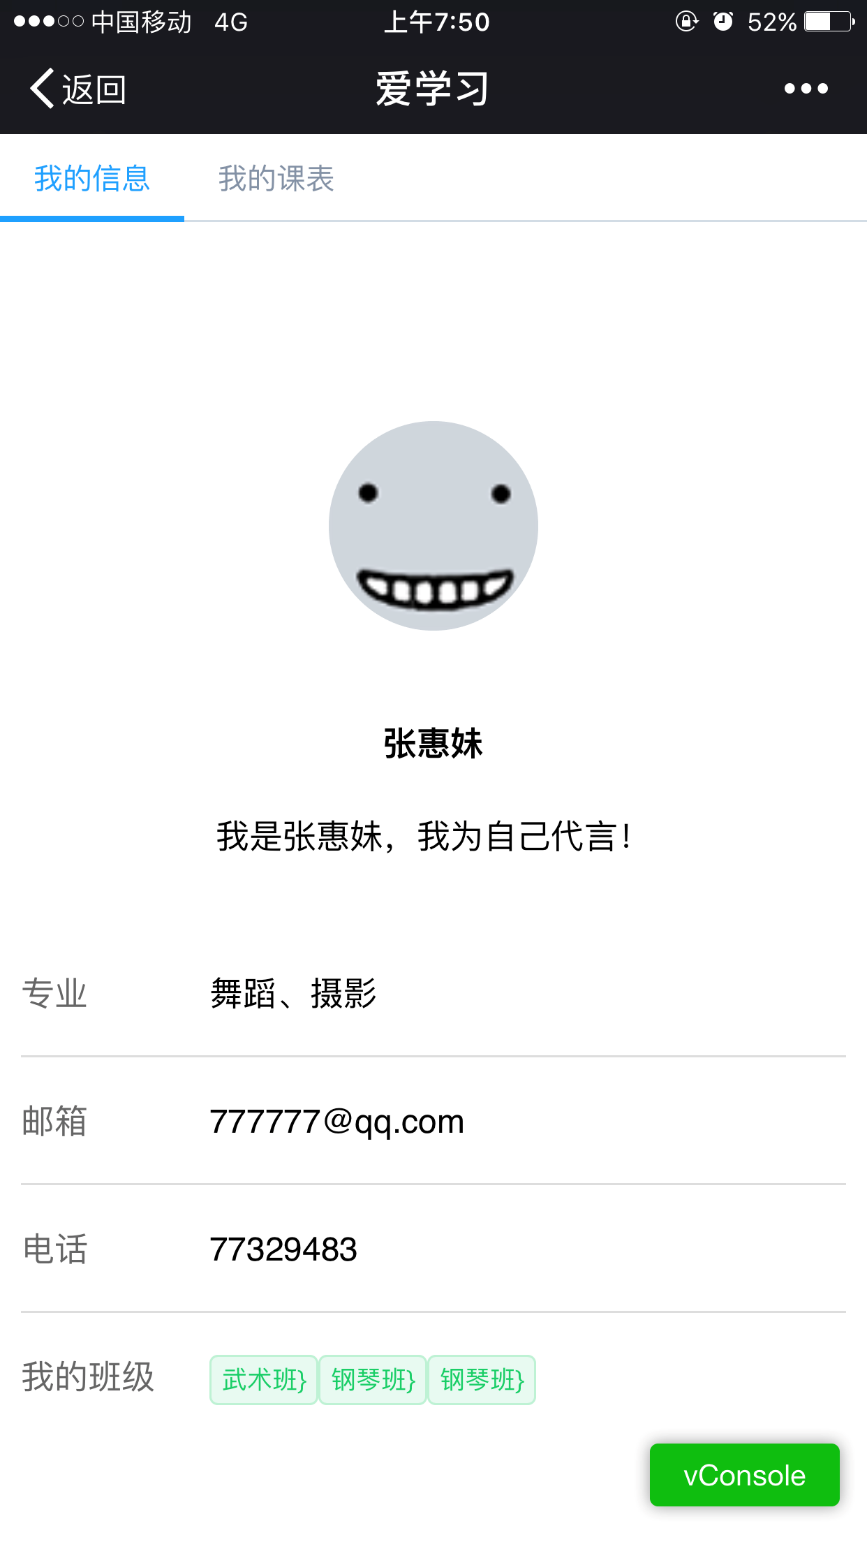 中国移动 4G 上午7:50 52%
返回 爱学习
我的信息 我的课表
张惠妹
我是张惠妹，我为自己代言！
专业 舞蹈、摄影
邮箱 777777@qq.com
电话 77329483
我的班级 武术班} 钢琴班} 钢琴班}
vConsole